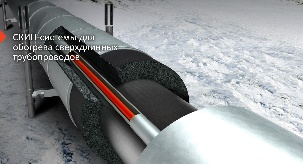 СКИН-системы для
обогрева сверхдлинных
трубопроводов